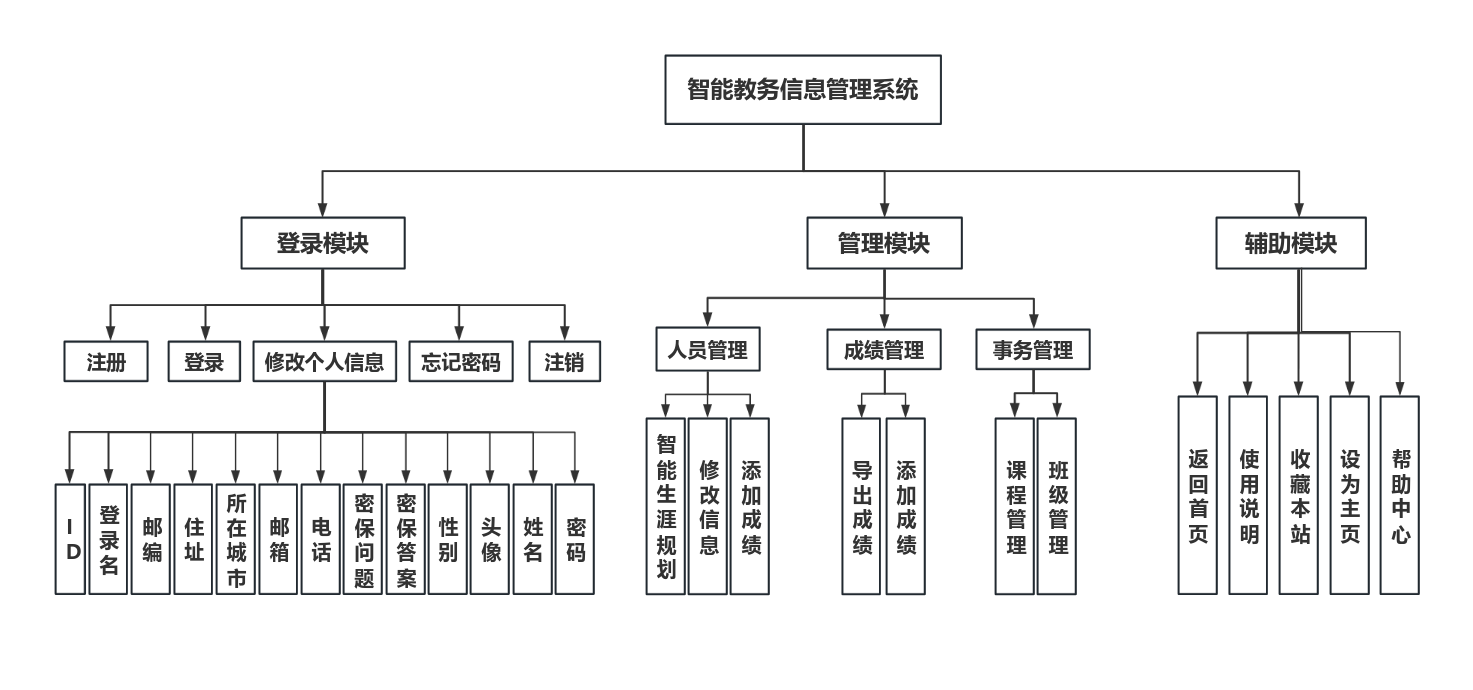 智能教务信息管理系统
登录模块
管理模块
辅助模块
注册
登录
修改个人信息
忘记密码
注销
人员管理
成绩管理
事务管理
ID
登录名
邮编
住址
所在城市
邮箱
电话
密保问题
密保答案
性别
头像
姓名
密码
智能生涯规划
修改信息
添加成绩
导出成绩
添加成绩
课程管理
班级管理
返回首页
使用说明
收藏本站
设为主页
帮助中心